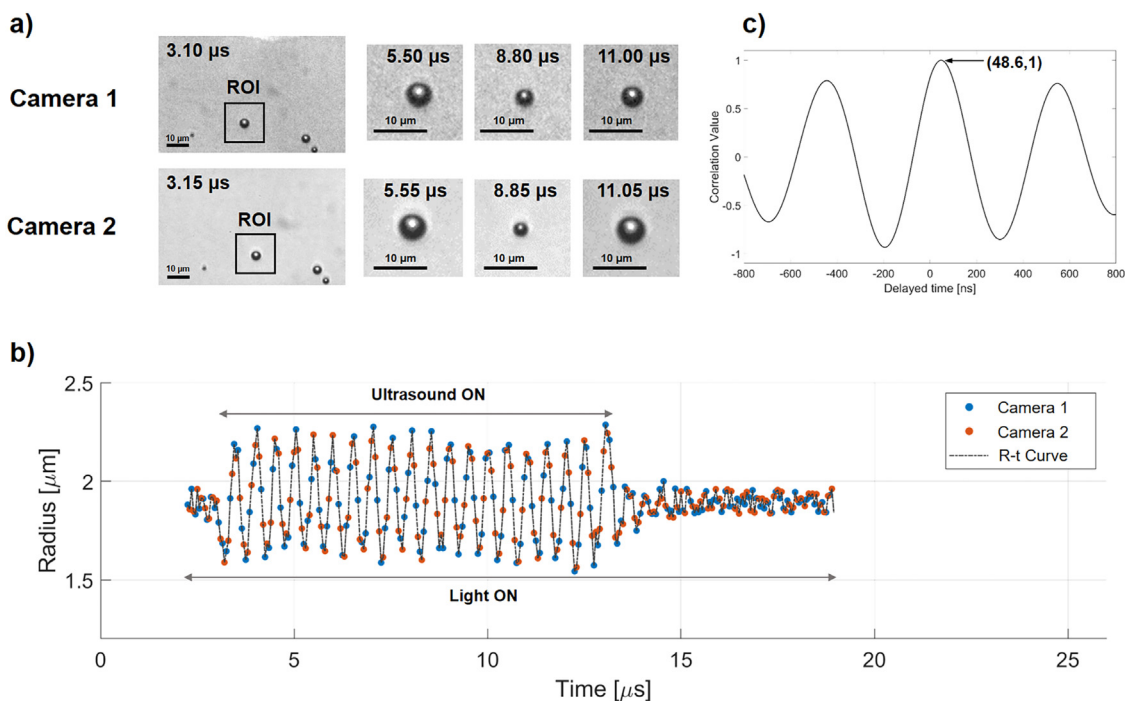 a)
Camera 1
3.10 µs
ROI
10 µm
5.50 µs
10 µm
8.80 µs
10 µm
11.00 µs
10 µm
Camera 2
3.15 µs
ROI
10 µm
5.55 µs
10 µm
8.85 µs
10 µm
11.05 µs
10 µm
c)
(48.6,1)
Correlation Value
1
0.5
0
-0.5
-1
-800 -600 -400 -200 0 200 400 600 800
Delayed time [ns]
b)
Radius [µm]
2.5
2
1.5
Ultrasound ON
Light ON
Camera 1
Camera 2
R-t Curve
0 5 10 15 20 25
Time [µs]